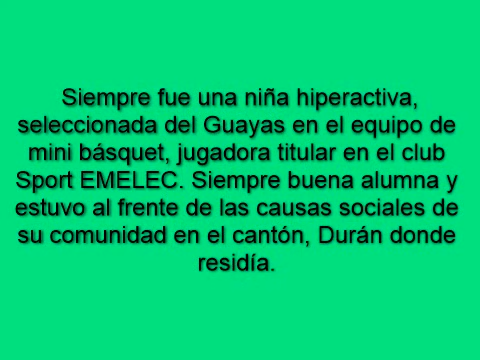 Siempre fue una niña hiperactiva,
seleccionada del Guayas en el equipo de
mini básquet, jugadora titular en el club
Sport EMELEC. Siempre buena alumna y
estuvo al frente de las causas sociales de
su comunidad en el cantón, Durán donde
residía.